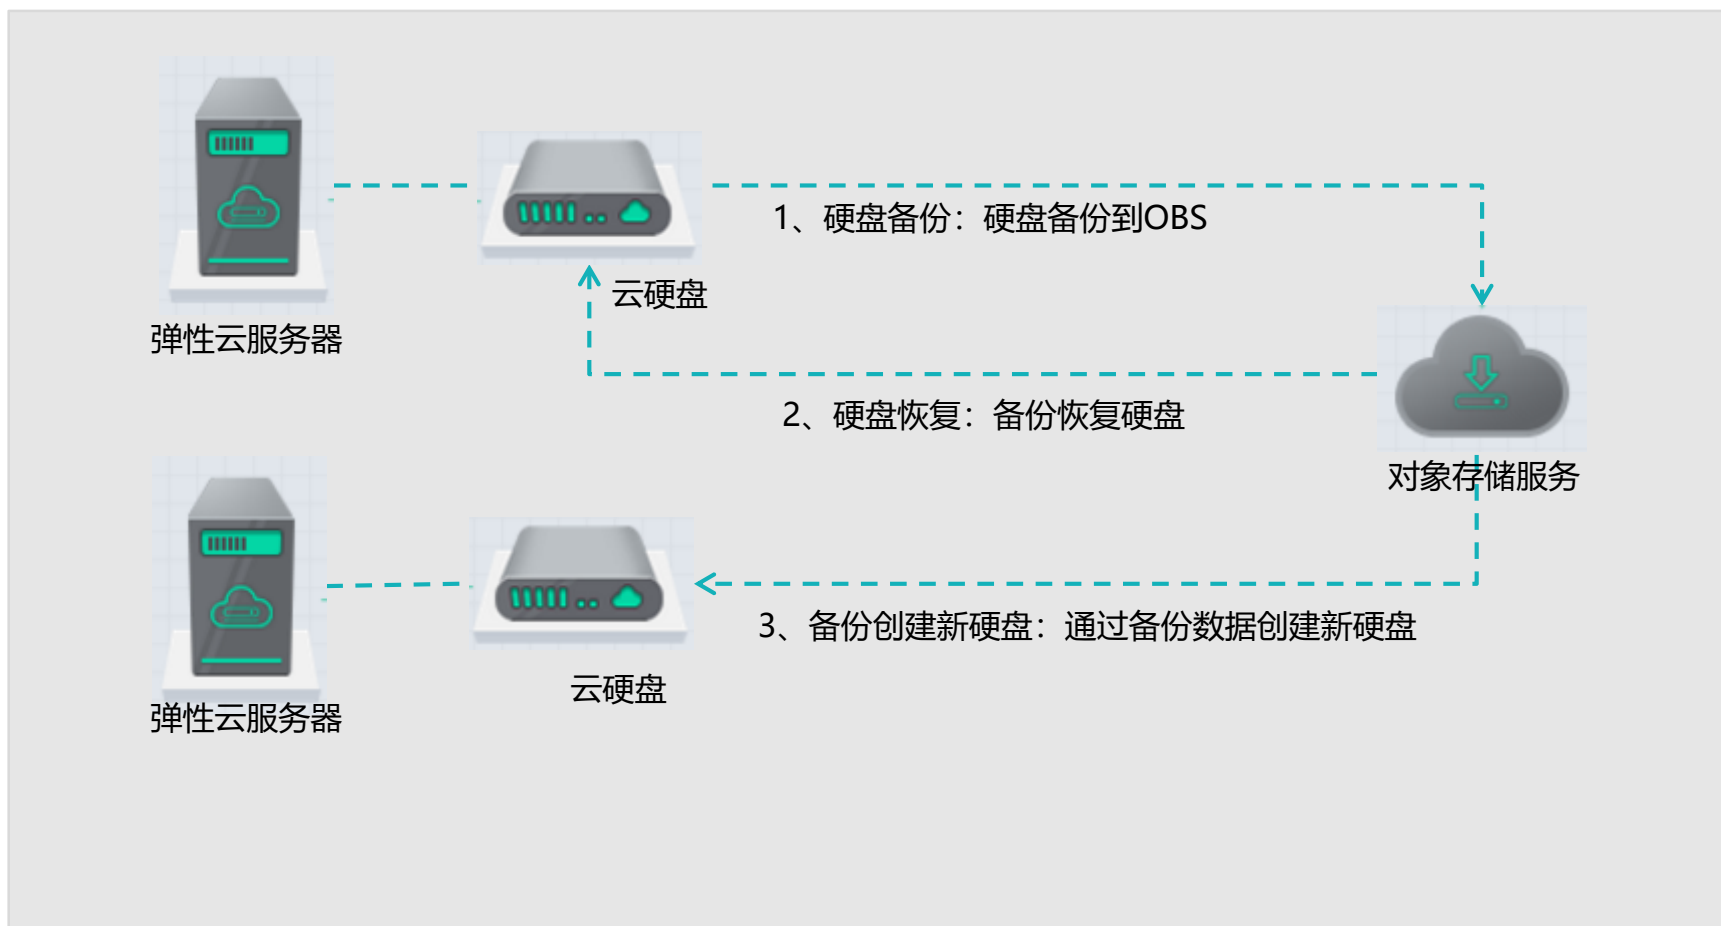 1、硬盘备份：硬盘备份到OBS
云硬盘
弹性云服务器
2、硬盘恢复：备份恢复硬盘
对象存储服务
3、备份创建新硬盘：通过备份数据创建新硬盘
云硬盘
弹性云服务器